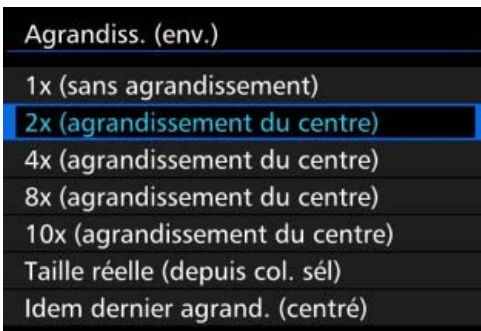 Agrandiss. (env.)
1x (sans agrandissement)
2x (agrandissement du centre)
4x (agrandissement du centre)
8x (agrandissement du centre)
10x (agrandissement du centre)
Taille réelle (depuis col. sél)
Idem dernier agrand. (centré)